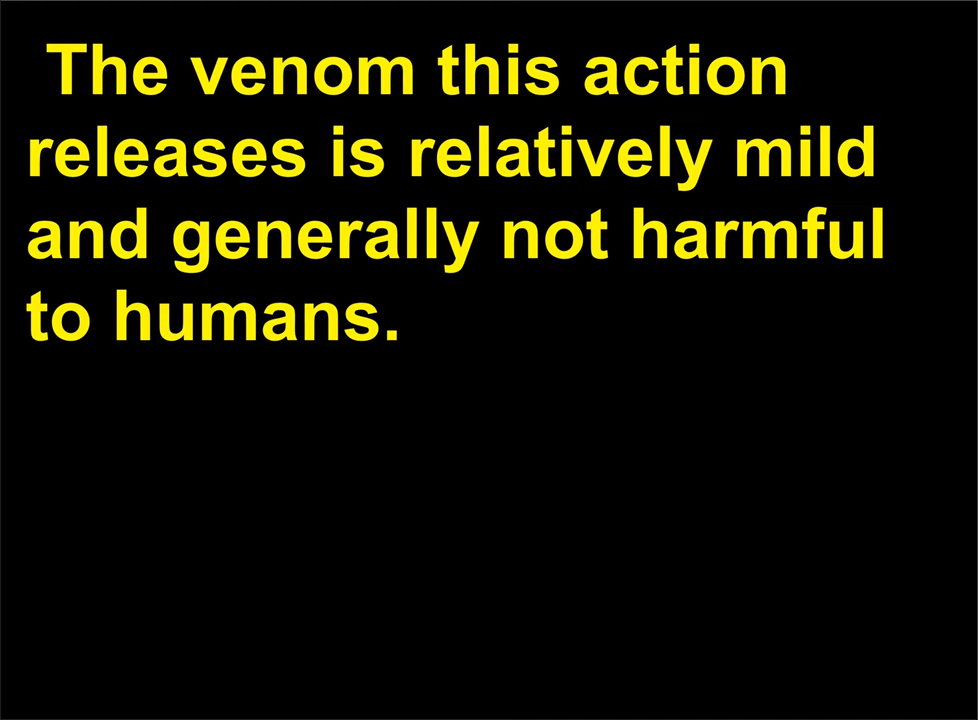 The venom this action
releases is relatively mild
and generally not harmful
to humans.